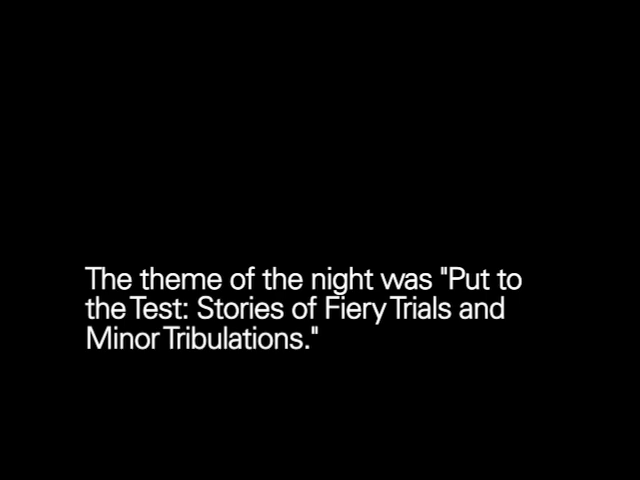 The theme of the night was "Put to
the Test: Stories of Fiery Trials and
Minor Tribulations."